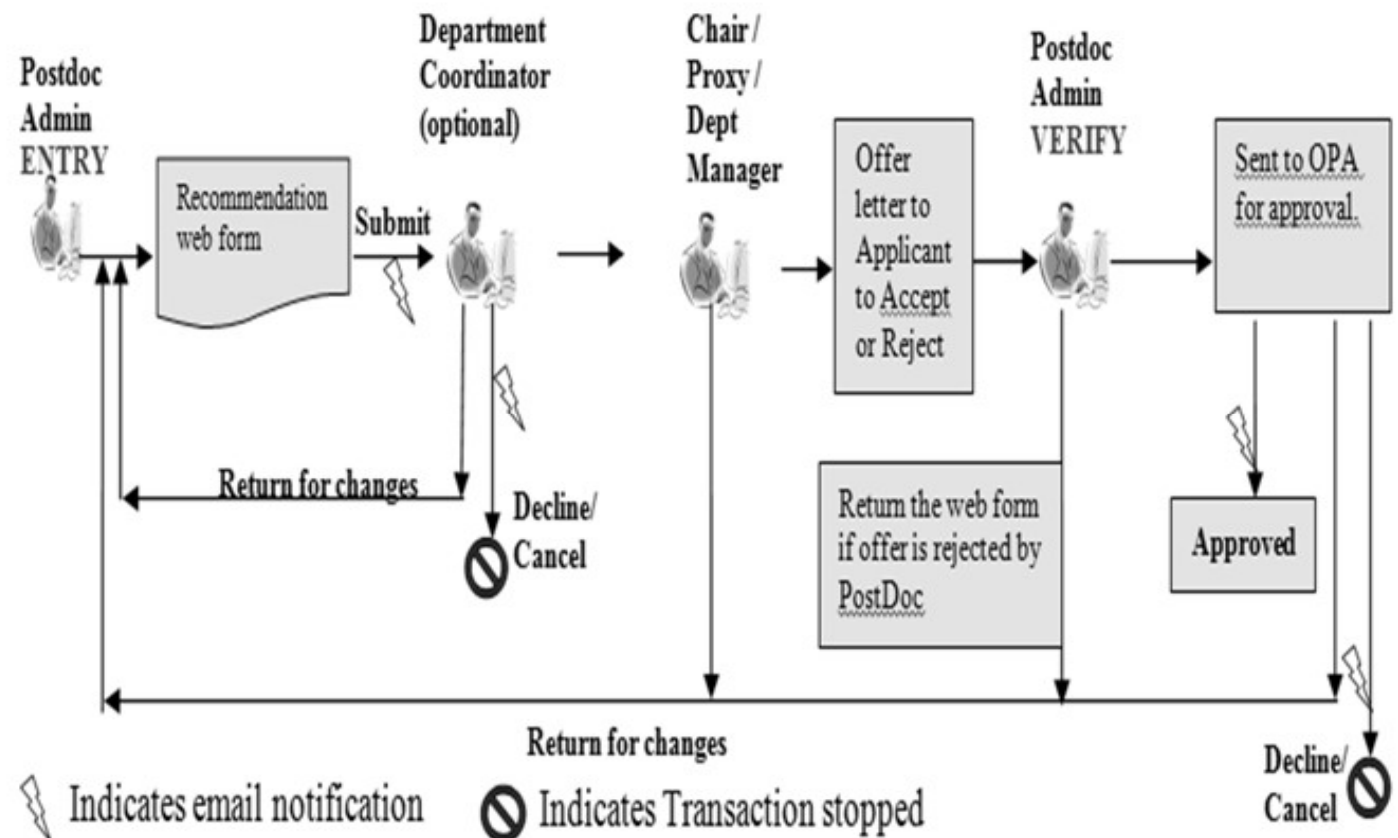 Postdoc
Admin
ENTRY
Recommendation
web form
Submit
Department
Coordinator
(optional)
Chair /
Proxy /
Dept
Manager
Offer
letter to
Applicant
to Accept
or Reject
Postdoc
Admin
VERIFY
Sent to OPA
for approval.
Return for changes
Decline/
Cancel
Return the web form
if offer is rejected by
PostDoc
Approved
Return for changes
Decline/
Cancel
Indicates email notification
Indicates Transaction stopped